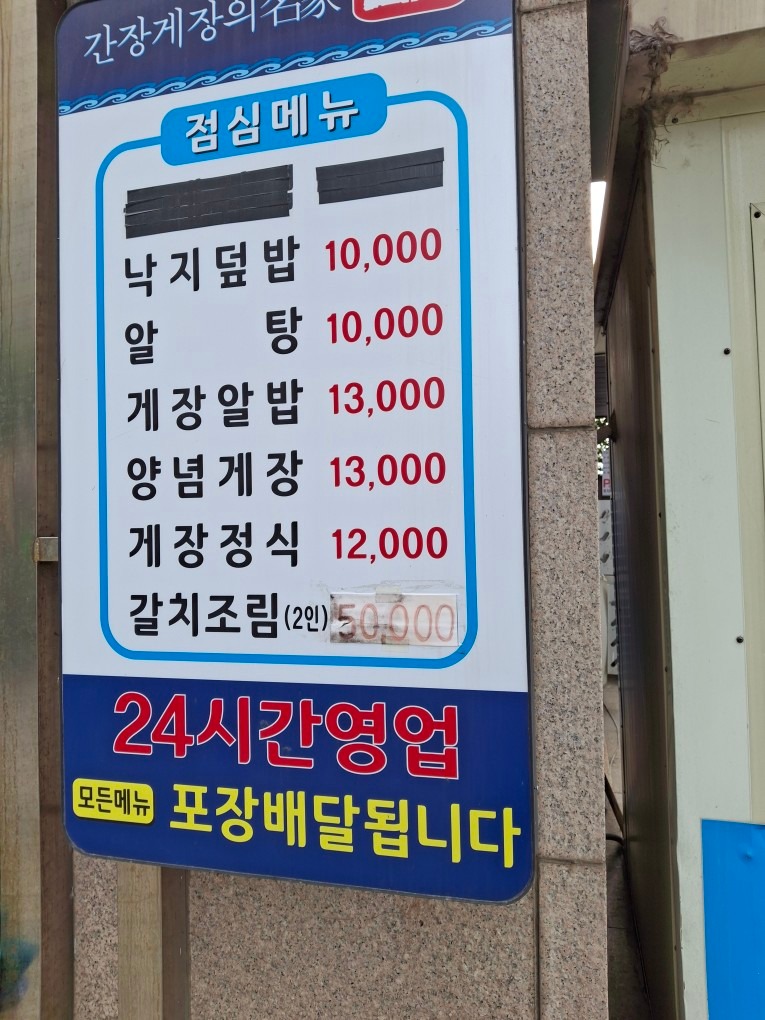 간장게장의 名家
점심메뉴
낙지덮밥 10,000
알 탕 10,000
게장알밥 13,000
양념게장 13,000
게장정식 12,000
갈치조림(2인) 50,000
24시간영업
모든메뉴 포장배달됩니다